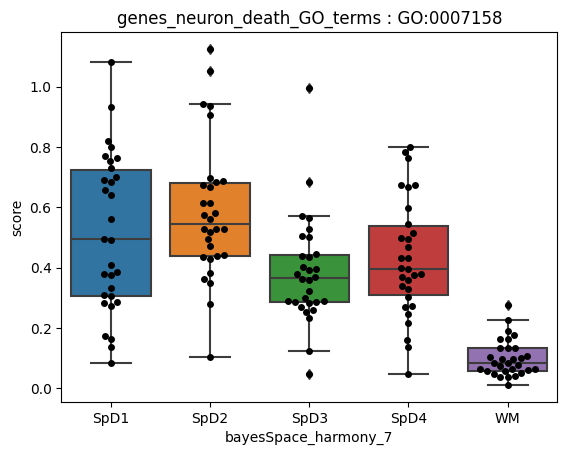 genes_neuron_death_GO_terms : GO:0007158
score
1.0
0.8
0.6
0.4
0.2
0.0
SpD1 SpD2 SpD3 SpD4 WM
bayesSpace_harmony_7